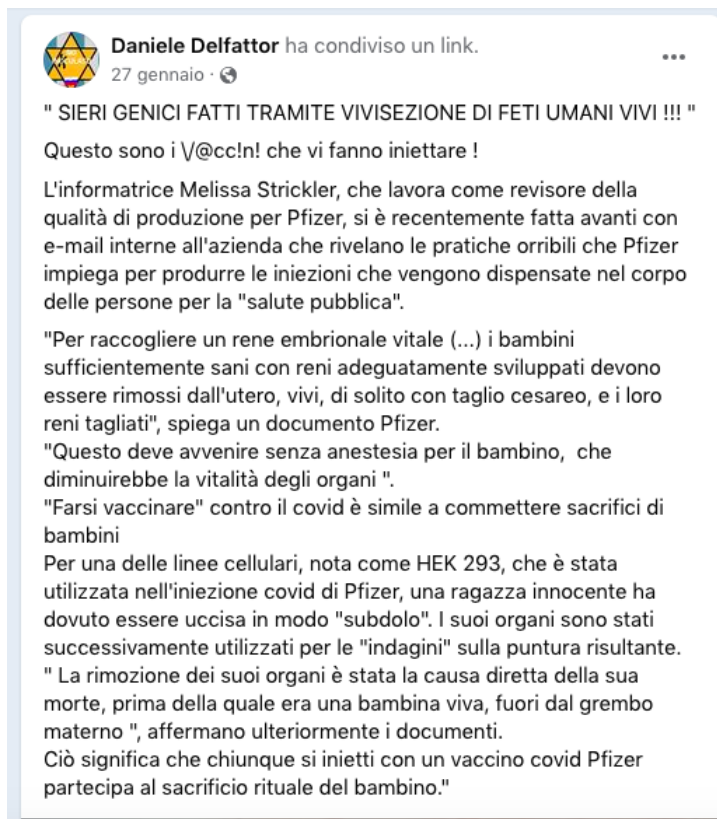 Daniele Delfattor ha condiviso un link.
27 gennaio ·
" SIERI GENICI FATTI TRAMITE VIVISEZIONE DI FETI UMANI VIVI !!! "
Questo sono i \/@cc!n! che vi fanno iniettare !
L'informatrice Melissa Strickler, che lavora come revisore della
qualità di produzione per Pfizer, si è recentemente fatta avanti con
e-mail interne all'azienda che rivelano le pratiche orribili che Pfizer
impiega per produrre le iniezioni che vengono dispensate nel corpo
delle persone per la "salute pubblica".
"Per raccogliere un rene embrionale vitale (...) i bambini
sufficientemente sani con reni adeguatamente sviluppati devono
essere rimossi dall'utero, vivi, di solito con taglio cesareo, e i loro
reni tagliati", spiega un documento Pfizer.
"Questo deve avvenire senza anestesia per il bambino,  che
diminuirebbe la vitalità degli organi ".
"Farsi vaccinare" contro il covid è simile a commettere sacrifici di
bambini
Per una delle linee cellulari, nota come HEK 293, che è stata
utilizzata nell'iniezione covid di Pfizer, una ragazza innocente ha
dovuto essere uccisa in modo "subdolo". I suoi organi sono stati
successivamente utilizzati per le "indagini" sulla puntura risultante.
" La rimozione dei suoi organi è stata la causa diretta della sua
morte, prima della quale era una bambina viva, fuori dal grembo
materno ", affermano ulteriormente i documenti.
Ciò significa che chiunque si inietti con un vaccino covid Pfizer
partecipa al sacrificio rituale del bambino."